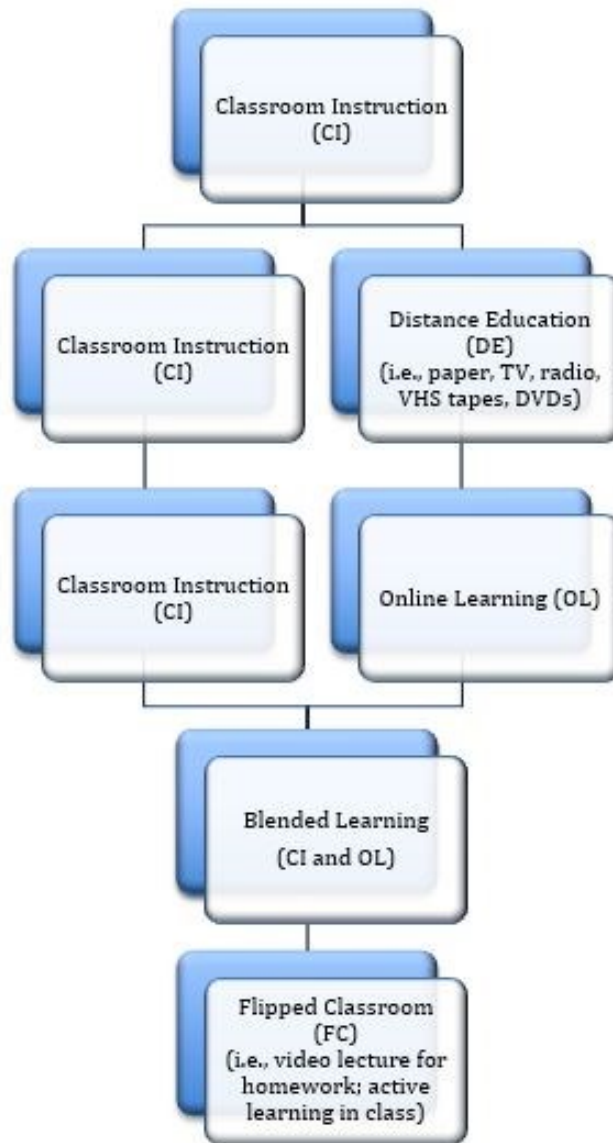 Classroom Instruction
(CI)
Classroom Instruction
(CI)
Distance Education
(DE)
(i.e., paper, TV, radio,
VHS tapes, DVDs)
Classroom Instruction
(CI)
Online Learning (OL)
Blended Learning
(CI and OL)
Flipped Classroom
(FC)
(i.e., video lecture for
homework; active
learning in class)